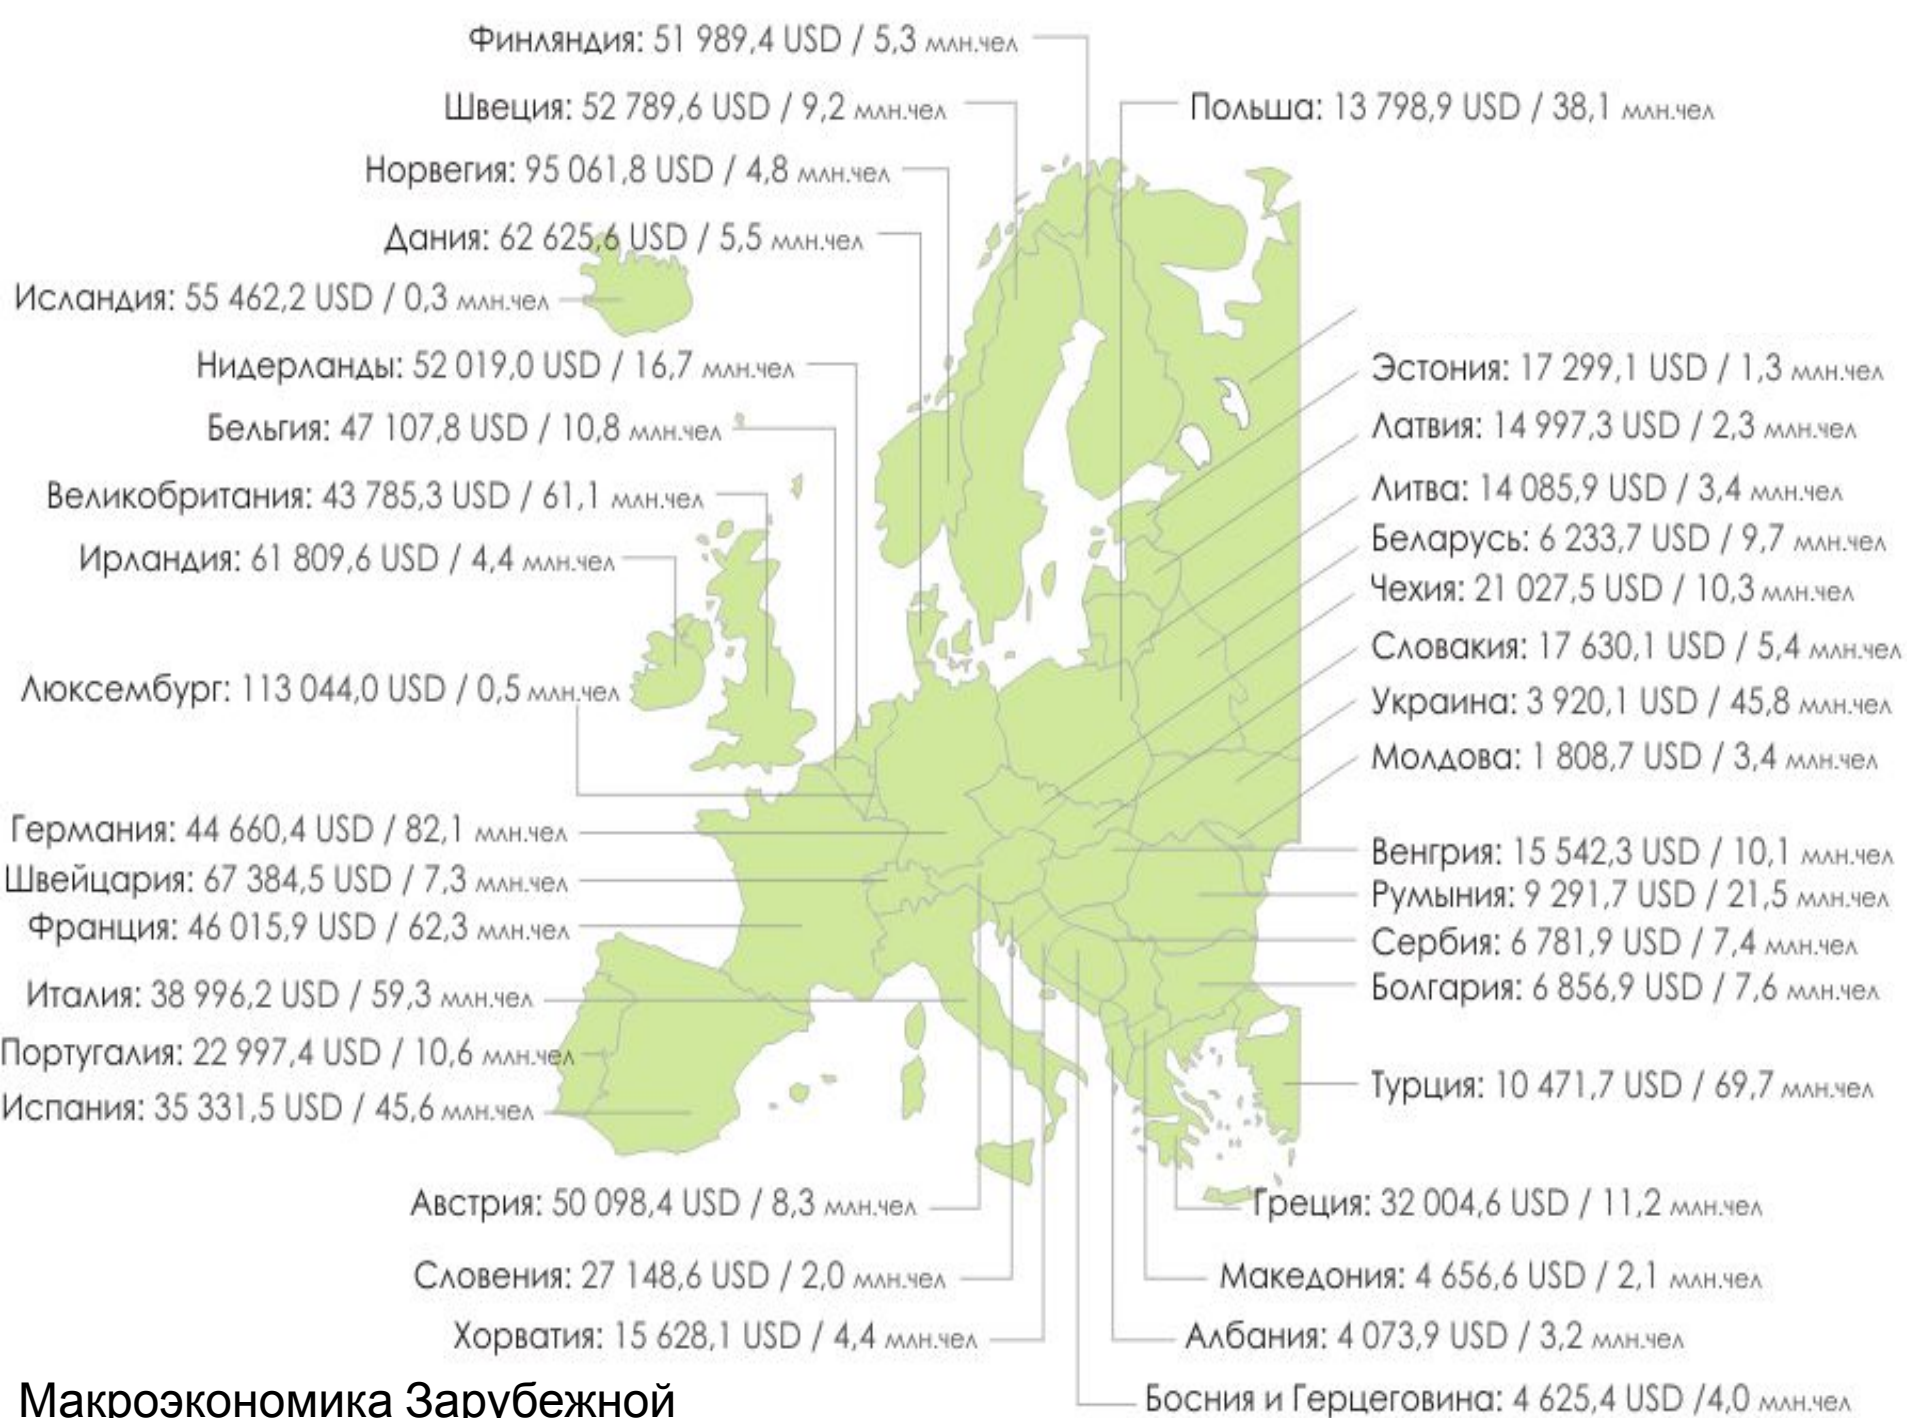 Финляндия: 51 989,4 USD / 5,3 млн.чел
Швеция: 52 789,6 USD / 9,2 млн.чел
Польша: 13 798,9 USD / 38,1 млн.чел
Норвегия: 95 061,8 USD / 4,8 млн.чел
Дания: 62 625,6 USD / 5,5 млн.чел
Исландия: 55 462,2 USD / 0,3 млн.чел
Нидерланды: 52 019,0 USD / 16,7 млн.чел
Бельгия: 47 107,8 USD / 10,8 млн.чел
Великобритания: 43 785,3 USD / 61,1 млн.чел
Ирландия: 61 809,6 USD / 4,4 млн.чел
Люксембург: 113 044,0 USD / 0,5 млн.чел
Германия: 44 660,4 USD / 82,1 млн.чел
Швейцария: 67 384,5 USD / 7,3 млн.чел
Франция: 46 015,9 USD / 62,3 млн.чел
Италия: 38 996,2 USD / 59,3 млн.чел
Португалия: 22 997,4 USD / 10,6 млн.чел
Испания: 35 331,5 USD / 45,6 млн.чел
Эстония: 17 299,1 USD / 1,3 млн.чел
Латвия: 14 997,3 USD / 2,3 млн.чел
Литва: 14 085,9 USD / 3,4 млн.чел
Беларусь: 6 233,7 USD / 9,7 млн.чел
Чехия: 21 027,5 USD / 10,3 млн.чел
Словакия: 17 630,1 USD / 5,4 млн.чел
Украина: 3 920,1 USD / 45,8 млн.чел
Молдова: 1 808,7 USD / 3,4 млн.чел
Венгрия: 15 542,3 USD / 10,1 млн.чел
Румыния: 9 291,7 USD / 21,5 млн.чел
Сербия: 6 781,9 USD / 7,4 млн.чел
Болгария: 6 856,9 USD / 7,6 млн.чел
Турция: 10 471,7 USD / 69,7 млн.чел
Австрия: 50 098,4 USD / 8,3 млн.чел
Словения: 27 148,6 USD / 2,0 млн.чел
Хорватия: 15 628,1 USD / 4,4 млн.чел
Греция: 32 004,6 USD / 11,2 млн.чел
Македония: 4 656,6 USD / 2,1 млн.чел
Албания: 4 073,9 USD / 3,2 млн.чел
Босния и Герцеговина: 4 625,4 USD /4,0 млн.чел
Макроэкономика Зарубежной